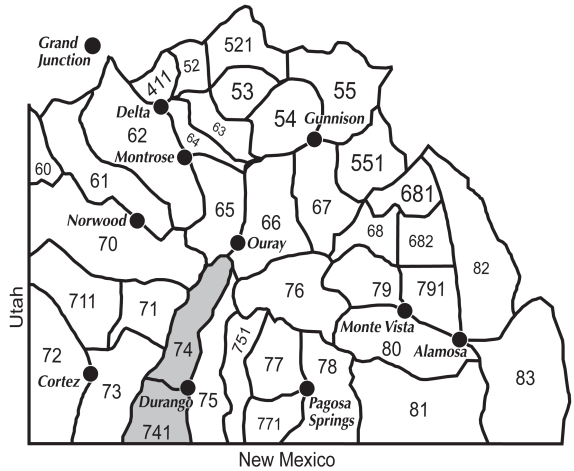 521
Grand
Junction
52
411
55
53
Delta
54
Gunnison
62
63
64
Montrose
551
60
61
681
65
66
67
Norwood
68
682
70
Ouray
82
711
71
76
79
791
Utah
Monte Vista
751
74
80
Alamosa
72
77
78
Cortez
73
Durango
75
Pagosa
Springs
83
741
771
81
New Mexico